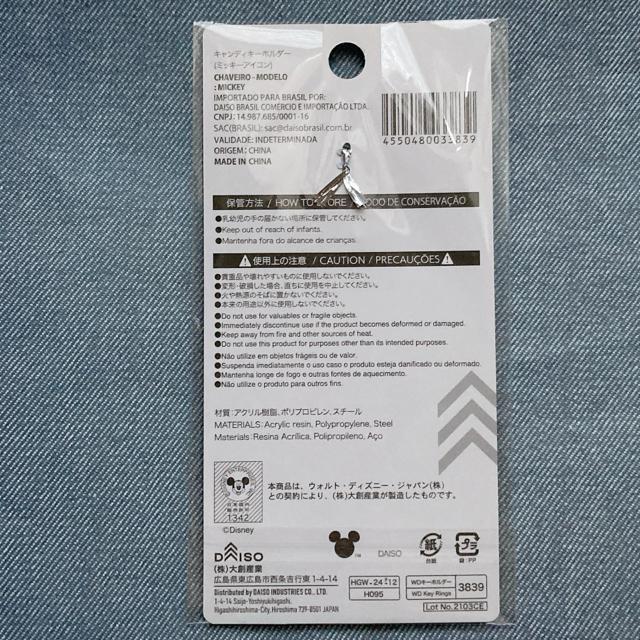 キャンディキーホルダー
(ミッキーアイコン)
CHAVEIRO - MODELO
: MICKEY
IMPORTADO PARA BRASIL POR:
DAISO BRASIL COMERCIO E IMPORTAÇÃO LTDA.
CNPJ: 14.987.685/0001-16
SAC(BRASIL): sac@daisobrasil.com.br
VALIDADE: INDETERMINADA
ORIGEM: CHINA
MADE IN CHINA
4550480033839
保管方法 / HOW TO STORE MODO DE CONSERVAÇÃO
●乳幼児の手の届かない場所に保管してください。
●Keep out of reach of infants.
●Mantenha fora do alcance de crianças.
使用上の注意 / CAUTION / PRECAUÇÕES
●貴重品や壊れやすいものに使用しないでください。
●変形・破損した場合、直ちに使用を中止してください。
●火や熱源のそばに置かないでください。
●本来の用途以外に使用しないでください。
●Do not use for valuables or fragile objects.
●Immediately discontinue use if the product becomes deformed or damaged.
●Keep away from fire and other sources of heat.
●Do not use this product for purposes other than its intended purposes.
●Não utilize em objetos frágeis ou de valor.
●Suspenda imediatamente o uso caso o produto esteja danificado ou deformado.
●Mantenha longe de fogo e outras fontes de aquecimento.
●Não utilize o produto para outros fins.
材質：アクリル樹脂、ポリプロピレン、スチール
MATERIALS: Acrylic resin, Polypropylene, Steel
Materiais: Resina Acrílica, Polipropileno, Aço
本商品は、ウォルト・ディズニー・ジャパン(株)
との契約により、(株)大創産業が製造したものです。
1342
©Disney
DAISO
(株)大創産業
広島県東広島市西条吉行東 1-4-14
Distributed by DAISO INDUSTRIES CO., LTD.
1-4-14 Saijo-Yoshiyukihigashi,
Higashihiroshima-City, Hiroshima 739-8501 JAPAN
TM
DAISO
紙
台紙
プラ
袋：PP
H095
WDキーホルダー
WD Key Rings
3839
Lot No. 2103CE